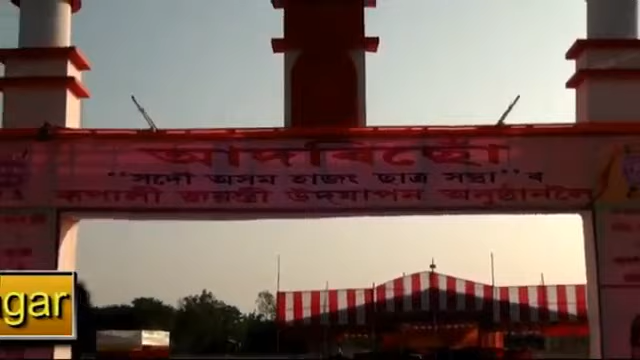 আদৰিছোঁ
"সদৌ অসম হাজং ছাত্ৰ সন্থা"ৰ
ৰূপালী জয়ন্তী উদযাপন অনুষ্ঠানলৈ
gar